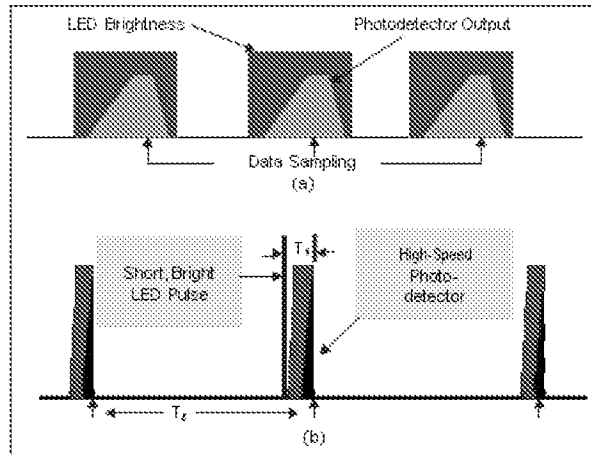 LED Brightness
Photodetector Output
Data Sampling
(a)
Short, Bright
LED Pulse
High-Speed
Photo-
detector
(b)